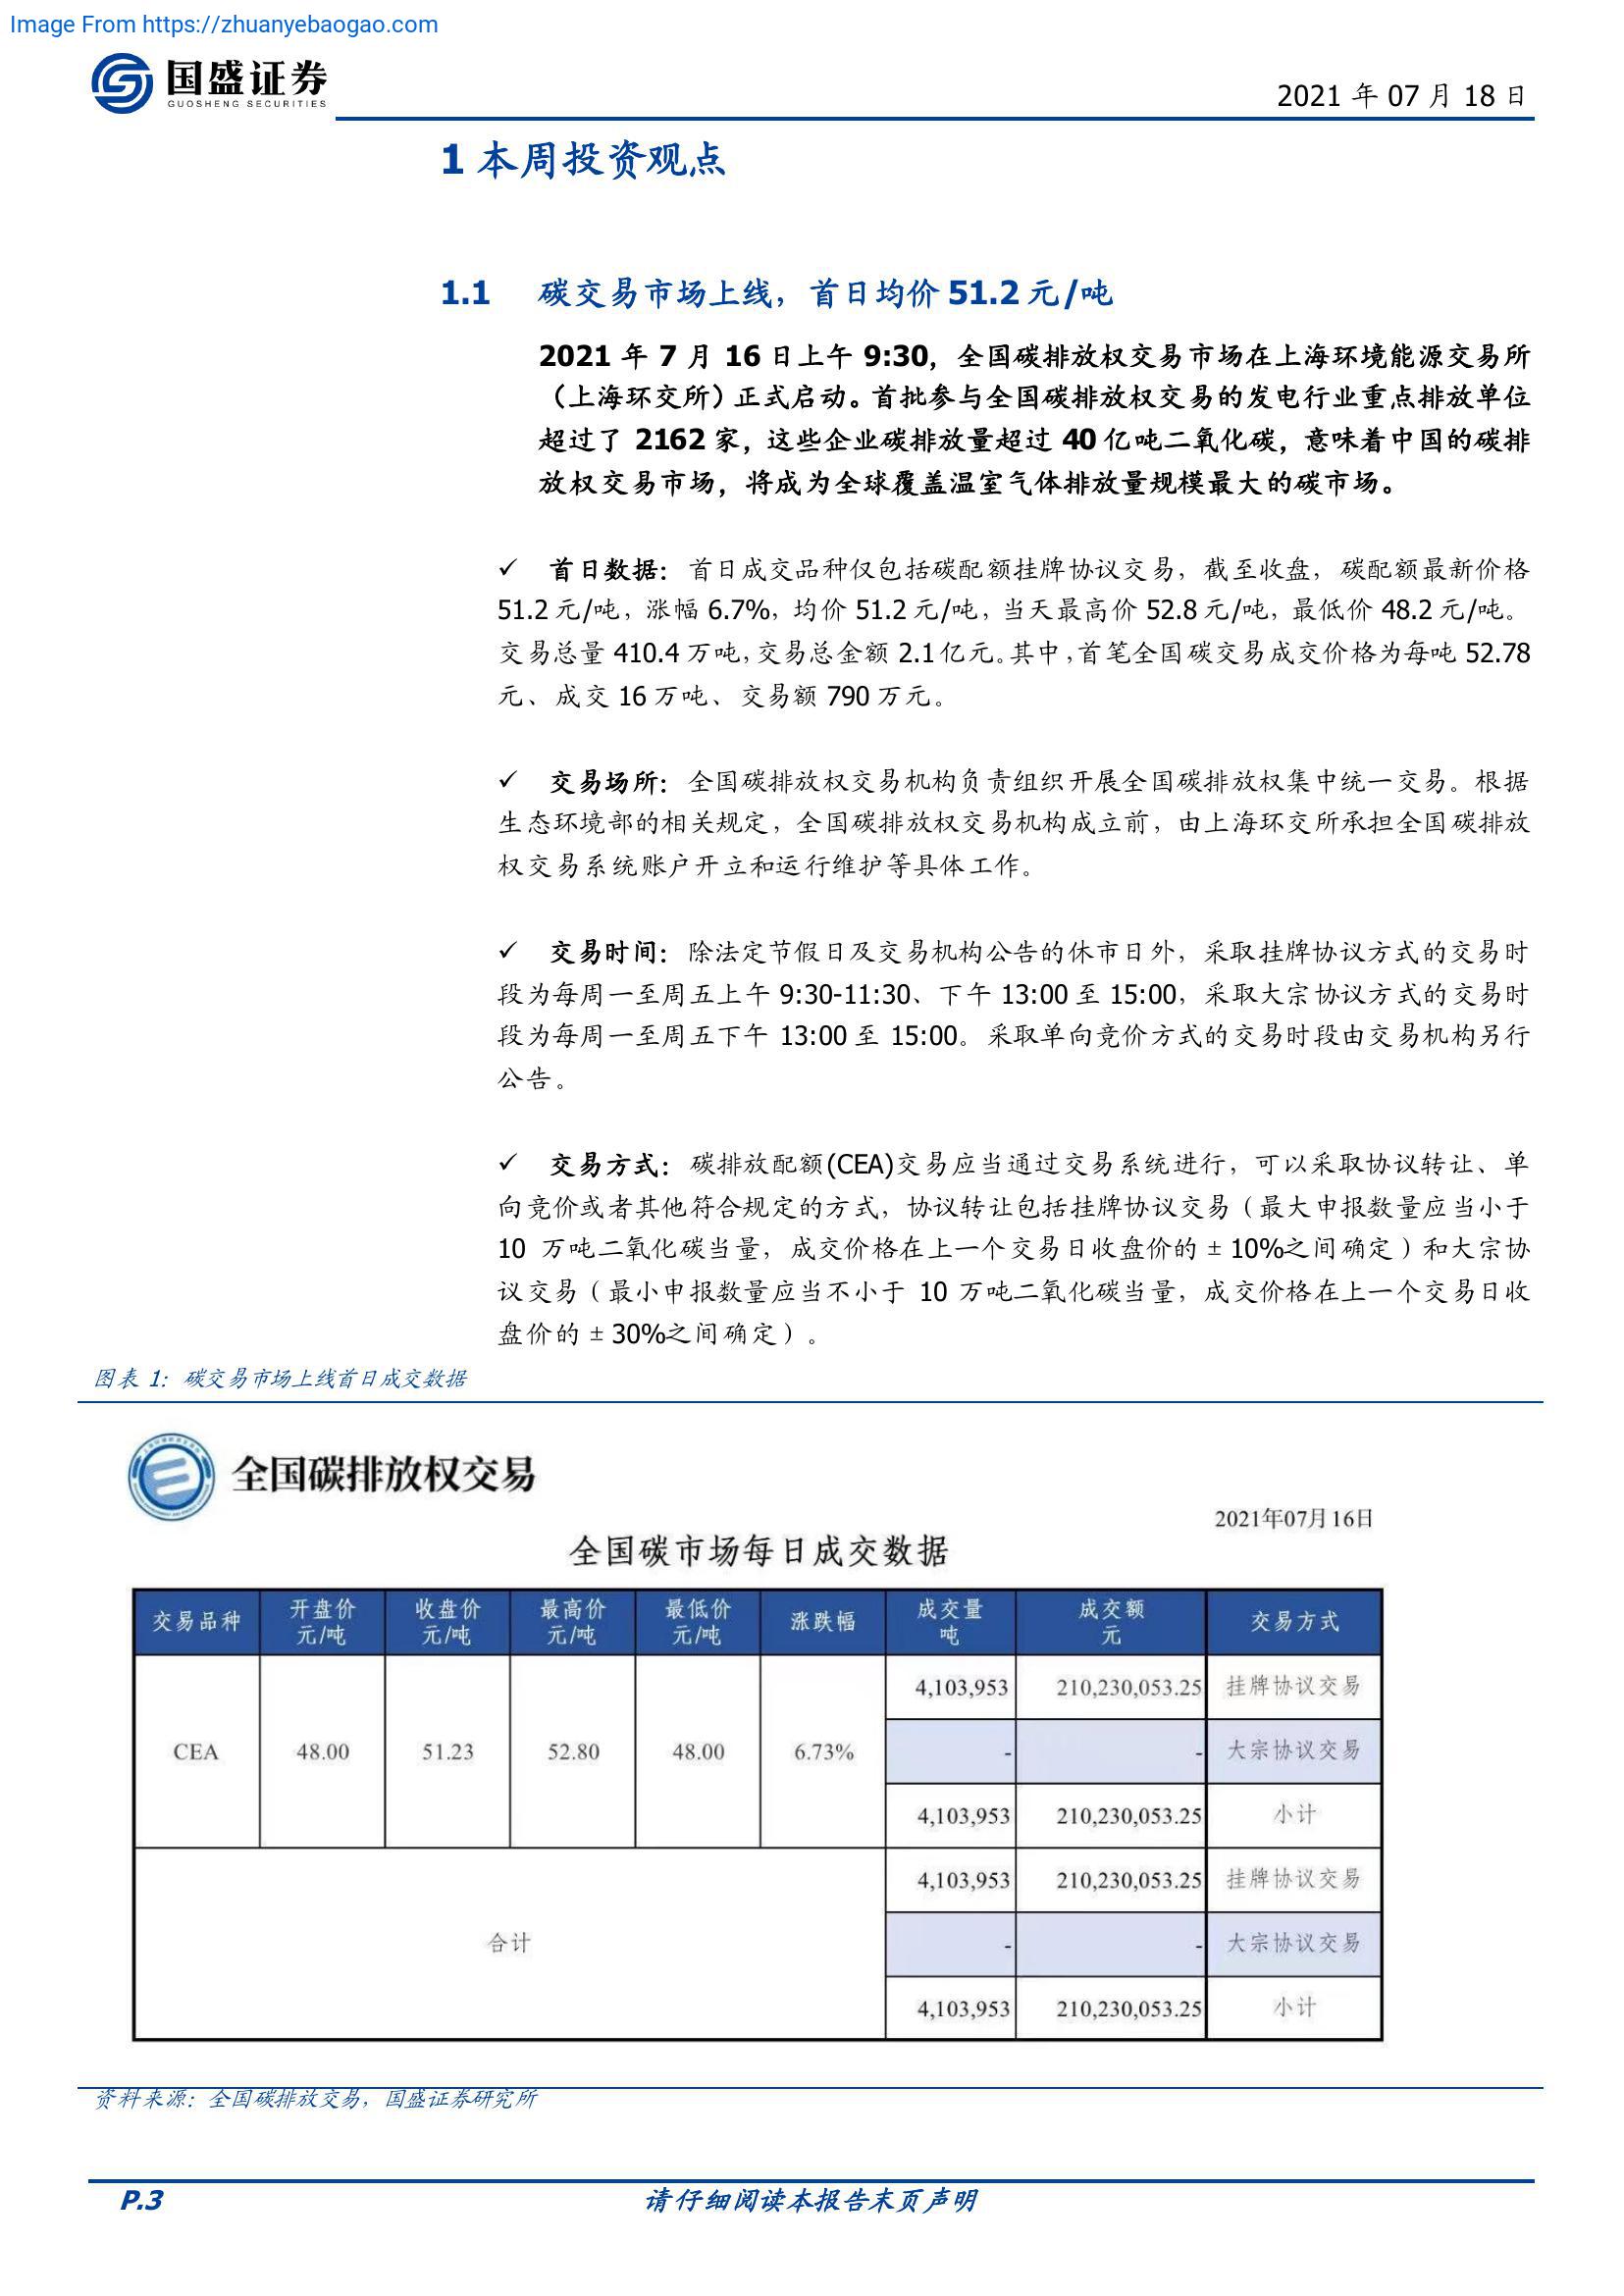 Image From https://zhuanyebaogao.com
国盛证券
GUOSHENG SECURITIES
2021 年 07 月 18 日
1 本周投资观点
1.1 碳交易市场上线，首日均价 51.2 元/吨
2021 年 7 月 16 日上午 9:30，全国碳排放权交易市场在上海环境能源交易所
（上海环交所）正式启动。首批参与全国碳排放权交易的发电行业重点排放单位
超过了 2162 家，这些企业碳排放量超过 40 亿吨二氧化碳，意味着中国的碳排
放权交易市场，将成为全球覆盖温室气体排放量规模最大的碳市场。
✓ 首日数据：首日成交品种仅包括碳配额挂牌协议交易，截至收盘，碳配额最新价格
51.2 元/吨，涨幅 6.7%，均价 51.2 元/吨，当天最高价 52.8 元/吨，最低价 48.2 元/吨。
交易总量 410.4 万吨，交易总金额 2.1 亿元。其中，首笔全国碳交易成交价格为每吨 52.78
元、成交 16 万吨、交易额 790 万元。
✓ 交易场所：全国碳排放权交易机构负责组织开展全国碳排放权集中统一交易。根据
生态环境部的相关规定，全国碳排放权交易机构成立前，由上海环交所承担全国碳排放
权交易系统账户开立和运行维护等具体工作。
✓ 交易时间：除法定节假日及交易机构公告的休市日外，采取挂牌协议方式的交易时
段为每周一至周五上午 9:30-11:30、下午 13:00 至 15:00，采取大宗协议方式的交易时
段为每周一至周五下午 13:00 至 15:00。采取单向竞价方式的交易时段由交易机构另行
公告。
✓ 交易方式：碳排放配额(CEA)交易应当通过交易系统进行，可以采取协议转让、单
向竞价或者其他符合规定的方式，协议转让包括挂牌协议交易（最大申报数量应当小于
10 万吨二氧化碳当量，成交价格在上一个交易日收盘价的±10%之间确定）和大宗协
议交易（最小申报数量应当不小于 10 万吨二氧化碳当量，成交价格在上一个交易日收
盘价的±30%之间确定）。
图表 1：碳交易市场上线首日成交数据
全国碳排放权交易
2021年07月16日
全国碳市场每日成交数据
交易品种 开盘价 元/吨 收盘价 元/吨 最高价 元/吨 最低价 元/吨 涨跌幅 成交量 吨 成交额 元 交易方式
4,103,953 210,230,053.25 挂牌协议交易
CEA 48.00 51.23 52.80 48.00 6.73% - - 大宗协议交易
4,103,953 210,230,053.25 小计
4,103,953 210,230,053.25 挂牌协议交易
合计 - - 大宗协议交易
4,103,953 210,230,053.25 小计
资料来源：全国碳排放交易，国盛证券研究所
P.3 请仔细阅读本报告末页声明